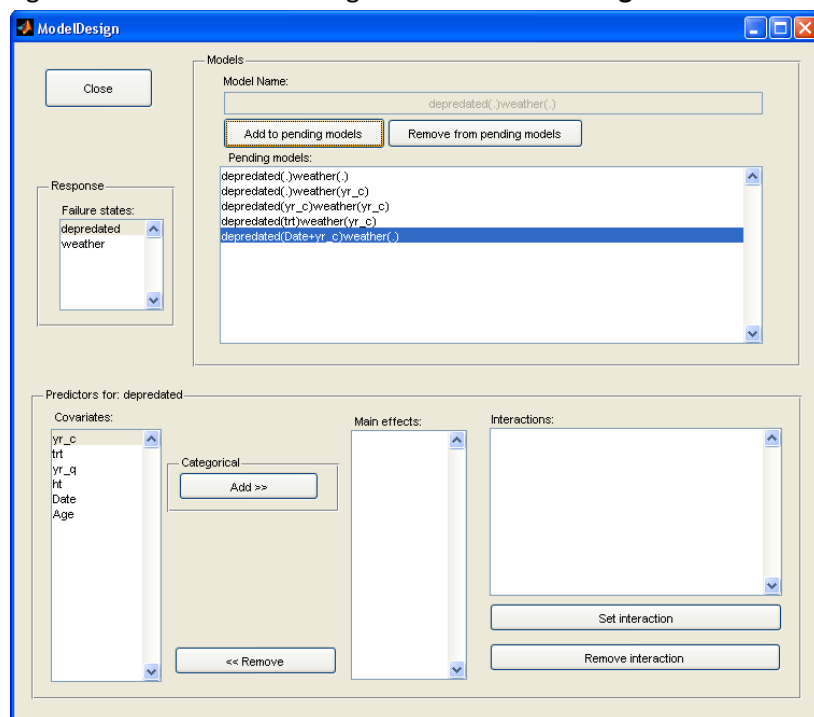 ModelDesign
Close
Models
Model Name:
depredated(.)weather(.)
Add to pending models
Remove from pending models
Pending models:
depredated(.)weather(.)
depredated(.)weather(yr_c)
depredated(yr_c)weather(yr_c)
depredated(trt)weather(yr_c)
depredated(Date+yr_c)weather(.)
Response
Failure states:
depredated
weather
Predictors for: depredated
Covariates:
yr_c
trt
yr_q
ht
Date
Age
Categorical
Add >>
<< Remove
Main effects:
Interactions:
Set interaction
Remove interaction